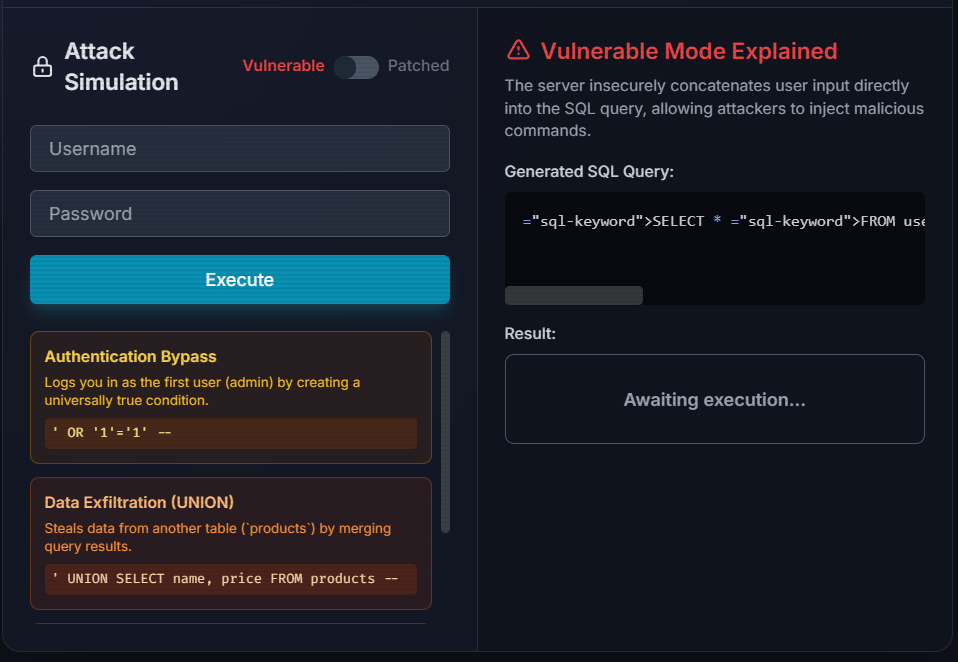 Attack
Simulation
Vulnerable
Patched
Username
Password
Execute
Authentication Bypass
Logs you in as the first user (admin) by creating a
universally true condition.
' OR '1'='1' --
Data Exfiltration (UNION)
Steals data from another table (`products`) by merging
query results.
' UNION SELECT name, price FROM products --
Vulnerable Mode Explained
The server insecurely concatenates user input directly
into the SQL query, allowing attackers to inject malicious
commands.
Generated SQL Query:
="sql-keyword">SELECT * ="sql-keyword">FROM use
Result:
Awaiting execution...